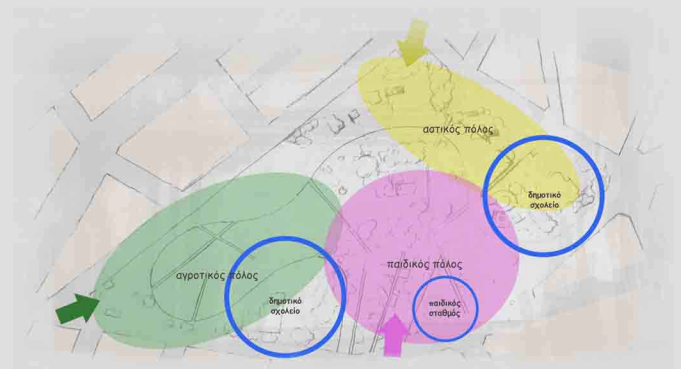 αστικός πόλος
δημοτικό
σχολείο
παιδικός πόλος
αγροτικός πόλος
δημοτικό
σχολείο
παιδικός
σταθμός